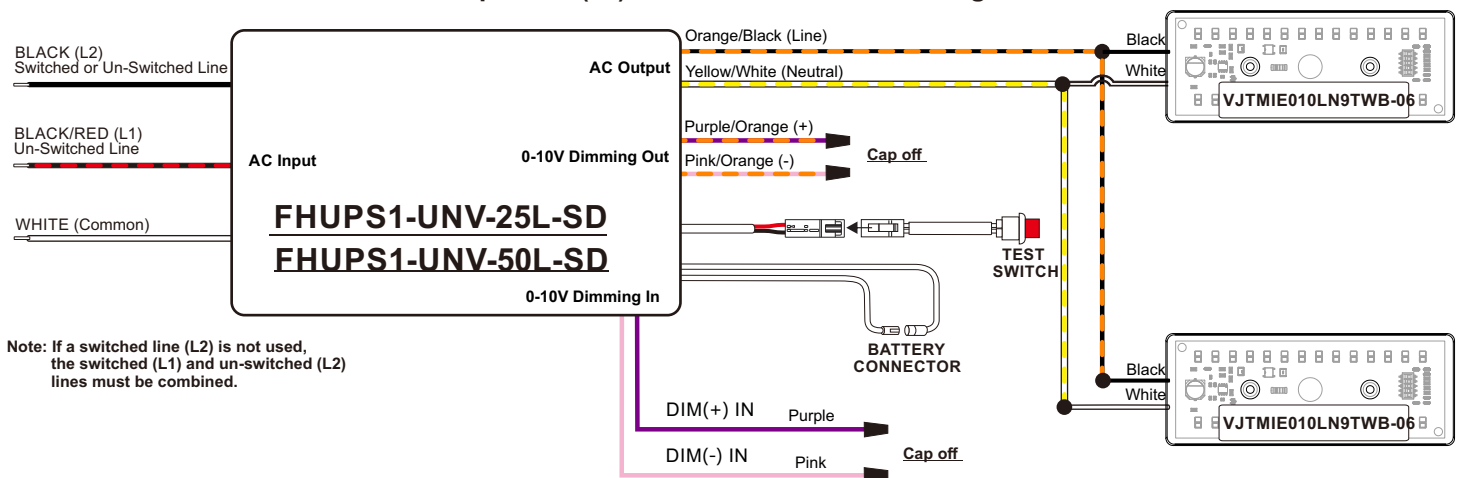 BLACK (L2)
Switched or Un-Switched Line
BLACK/RED (L1)
Un-Switched Line
WHITE (Common)
AC Input
AC Output
0-10V Dimming Out
FHUPS1-UNV-25L-SD
FHUPS1-UNV-50L-SD
0-10V Dimming In
Orange/Black (Line)
Yellow/White (Neutral)
Purple/Orange (+)
Pink/Orange (-)
Cap off
TEST
SWITCH
BATTERY
CONNECTOR
Note: If a switched line (L2) is not used,
the switched (L1) and un-switched (L2)
lines must be combined.
DIM(+) IN
Purple
DIM(-) IN
Pink
Cap off
Black
White
VJTMIE010LN9TWB-06
Black
White
VJTMIE010LN9TWB-06